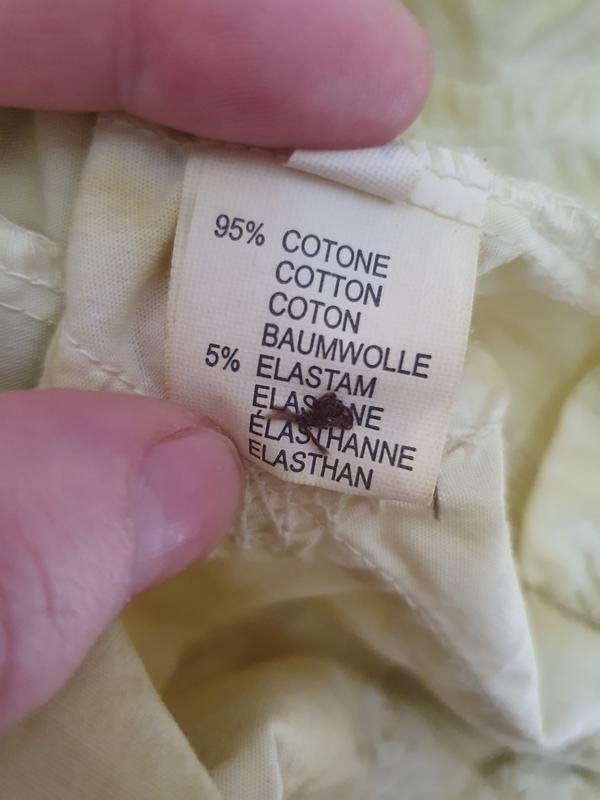 95% COTONE
COTTON
COTON
BAUMWOLLE
5% ELASTAM
ÉLASTHANNE
ELASTHAN